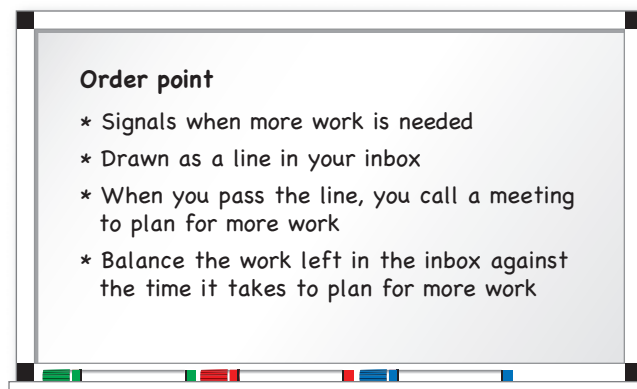 Order point
* Signals when more work is needed
* Drawn as a line in your inbox
* When you pass the line, you call a meeting
to plan for more work
* Balance the work left in the inbox against
the time it takes to plan for more work